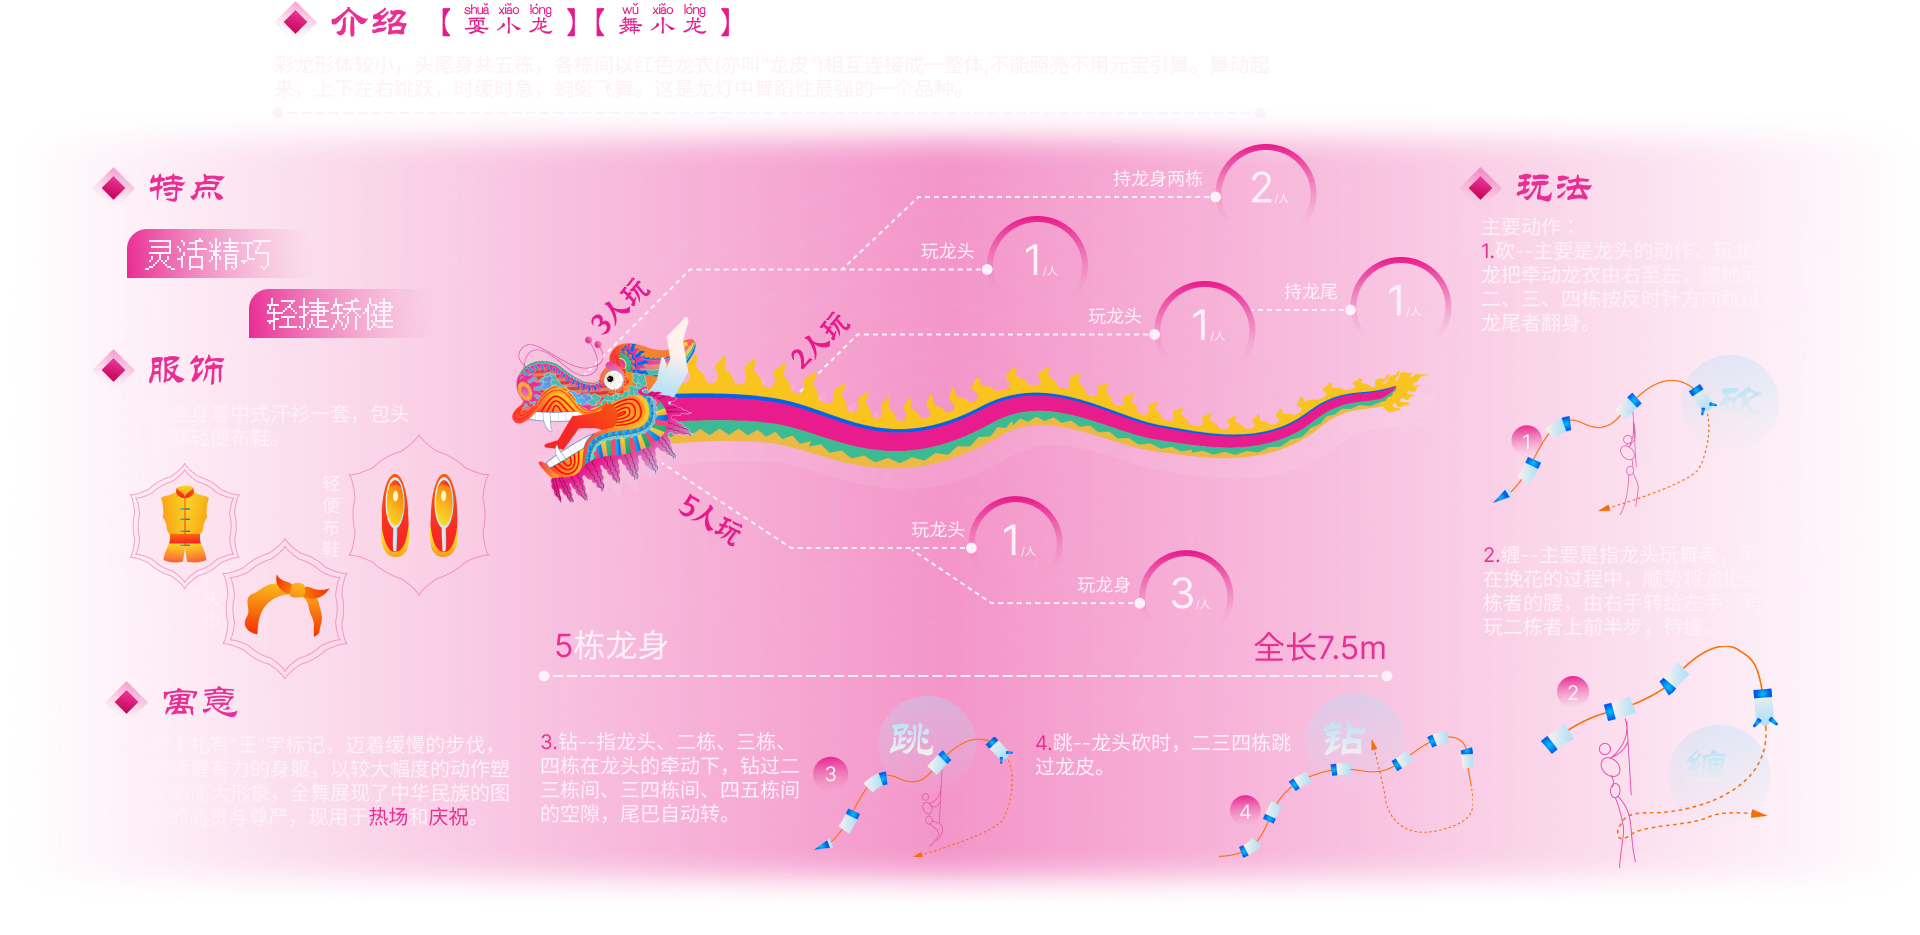 介绍 【耍小龙】【舞小龙】
shuǎ xiǎo lóng wǔ xiǎo lóng
彩龙形体较小，头尾身共五栋，各栋间以红色龙衣(亦叫"龙皮")相互连接成一整体,不能照亮不用元宝引舞。舞动起
来，上下左右跳跃，时缓时急，蜿蜒飞舞。这是龙灯中舞蹈性最强的一个品种。
特点
灵活精巧
轻捷矫健
服饰
全身着中式汗衫一套，包头
轻便布鞋。
轻便布鞋
头巾
寓意
扎有"王"字标记，迈着缓慢的步伐，
有力的身躯，以较大幅度的动作塑
的高大形象，全舞展现了中华民族的图
与尊严，现用于热场和庆祝。
持龙身两栋
2/人
玩龙头
1/人
持龙尾
1/人
玩龙头
1/人
3人玩
2人玩
5人玩
玩龙头
1/人
玩龙身
3/人
5栋龙身
全长7.5m
3.钻--指龙头、二栋、三栋、
四栋在龙头的牵动下，钻过二
三栋间、三四栋间、四五栋间
的空隙，尾巴自动转。
3
跳
4.跳--龙头砍时，二三四栋跳
过龙皮。
4
钻
玩法
主要动作：
1.砍--主要是龙头的动作，玩龙
龙把牵动龙衣由右至左，
二、三、四栋按反时针方向跳
龙尾者翻身。
1
砍
2.缠--主要是指龙头玩舞者，
在挽花的过程中，顺势将龙把
栋者的腰，由右手转给左手，
玩二栋者上前半步，待缠
2
缠